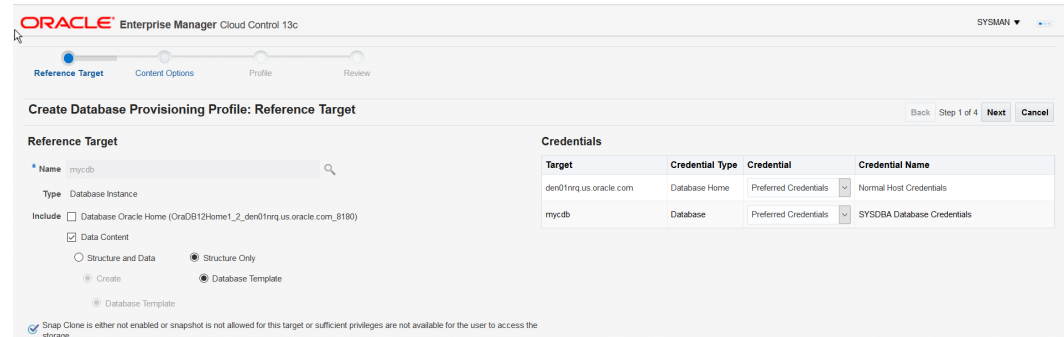 ORACLE Enterprise Manager Cloud Control 13c
SYSMAN
Reference Target
Content Options
Profile
Review
Create Database Provisioning Profile: Reference Target
Back Step 1 of 4 Next Cancel
Reference Target
* Name mycdb
Type Database Instance
Include Database Oracle Home (OraDB12Home1_2_den01nrq.us.oracle.com_8180)
Data Content
Structure and Data Structure Only
Create Database Template
Database Template
Snap Clone is either not enabled or snapshot is not allowed for this target or sufficient privileges are not available for the user to access the
storage
Credentials
Target Credential Type Credential Credential Name
den01nrq.us.oracle.com Database Home Preferred Credentials Normal Host Credentials
mycdb Database Preferred Credentials SYSDBA Database Credentials